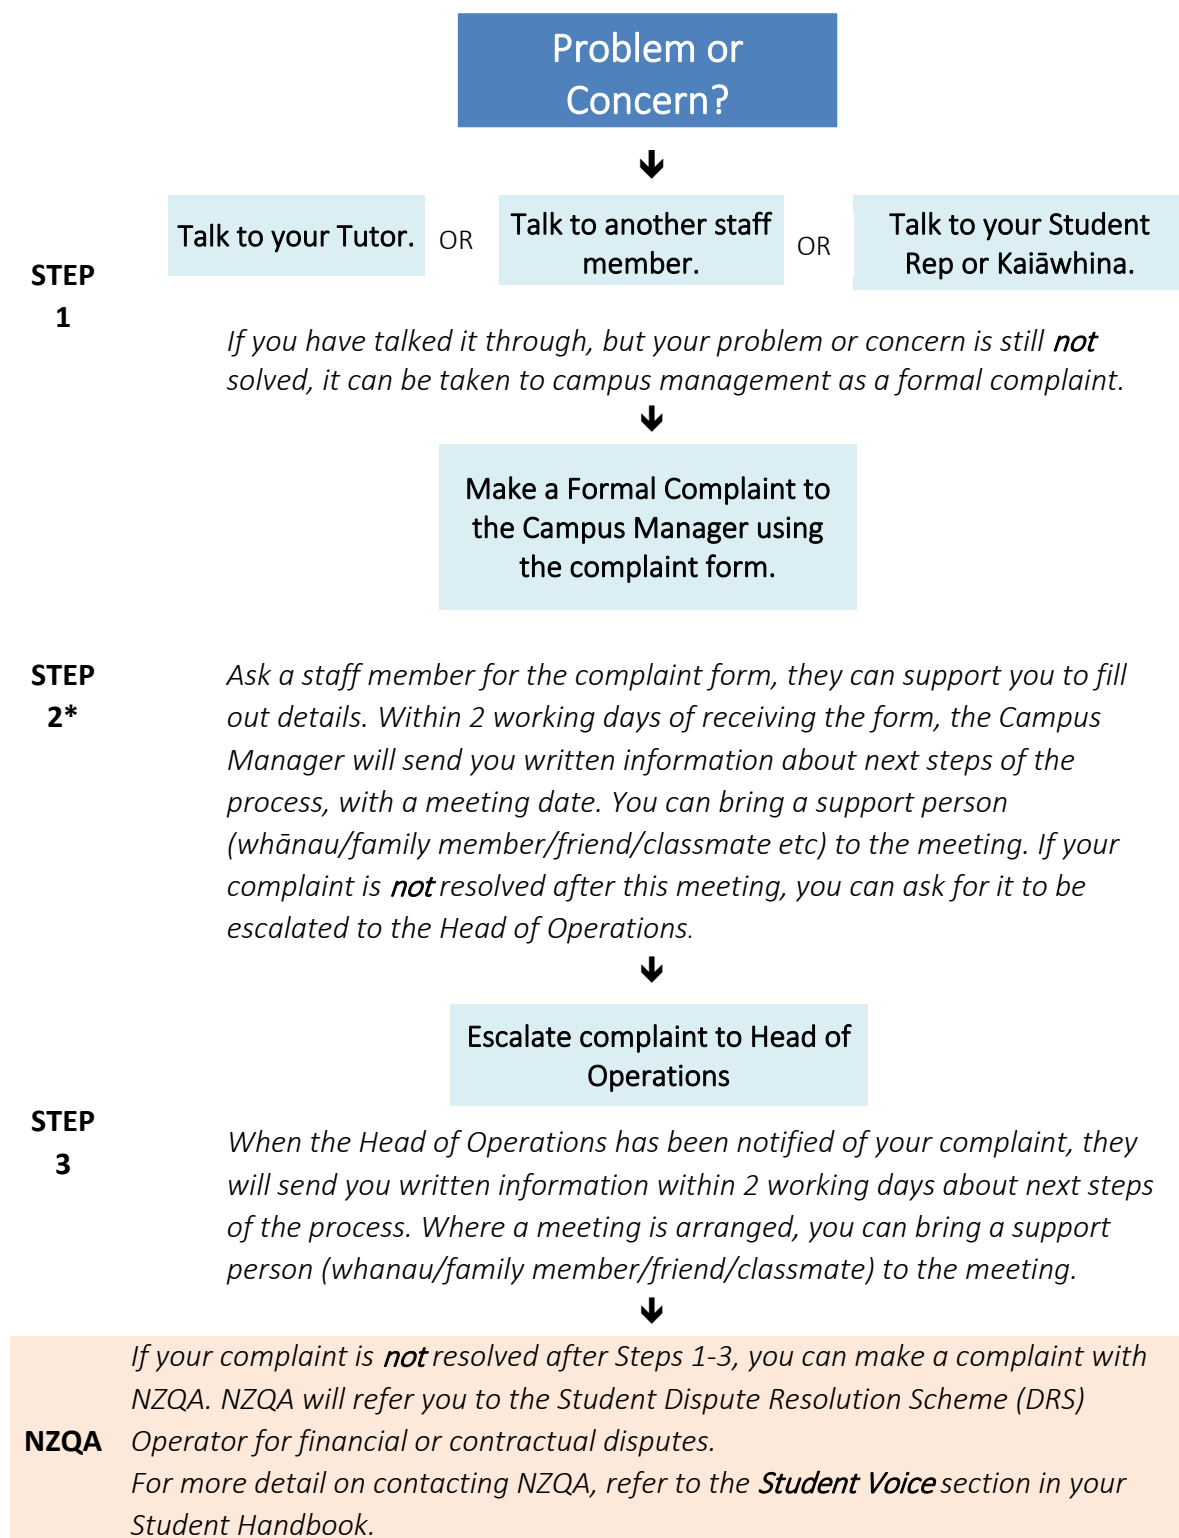 Problem or
Concern?
Talk to your Tutor.
OR
Talk to another staff
member.
OR
Talk to your Student
Rep or Kaiāwhina.
STEP
1
If you have talked it through, but your problem or concern is still not
solved, it can be taken to campus management as a formal complaint.
Make a Formal Complaint to
the Campus Manager using
the complaint form.
STEP
2*
Ask a staff member for the complaint form, they can support you to fill
out details. Within 2 working days of receiving the form, the Campus
Manager will send you written information about next steps of the
process, with a meeting date. You can bring a support person
(whānau/family member/friend/classmate etc) to the meeting. If your
complaint is not resolved after this meeting, you can ask for it to be
escalated to the Head of Operations.
Escalate complaint to Head of
Operations
STEP
3
When the Head of Operations has been notified of your complaint, they
will send you written information within 2 working days about next steps
of the process. Where a meeting is arranged, you can bring a support
person (whanau/family member/friend/classmate) to the meeting.
NZQA
If your complaint is not resolved after Steps 1-3, you can make a complaint with
NZQA. NZQA will refer you to the Student Dispute Resolution Scheme (DRS)
Operator for financial or contractual disputes.
For more detail on contacting NZQA, refer to the Student Voice section in your
Student Handbook.